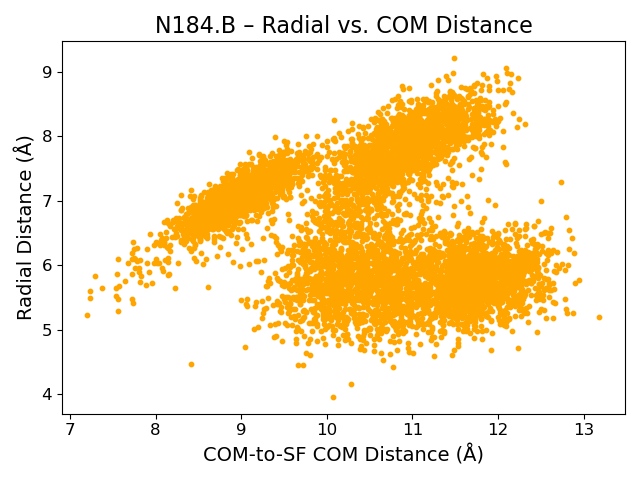 N184.B – Radial vs. COM Distance
Radial Distance (Å)
9
8
7
6
5
4
7 8 9 10 11 12 13
COM-to-SF COM Distance (Å)